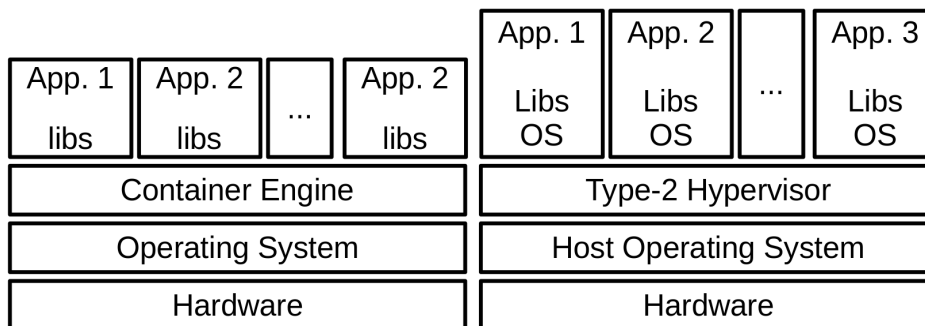 App. 1
libs
App. 2
libs
...
App. 2
libs
Container Engine
Operating System
Hardware
App. 1
Libs
OS
App. 2
Libs
OS
...
App. 3
Libs
OS
Type-2 Hypervisor
Host Operating System
Hardware